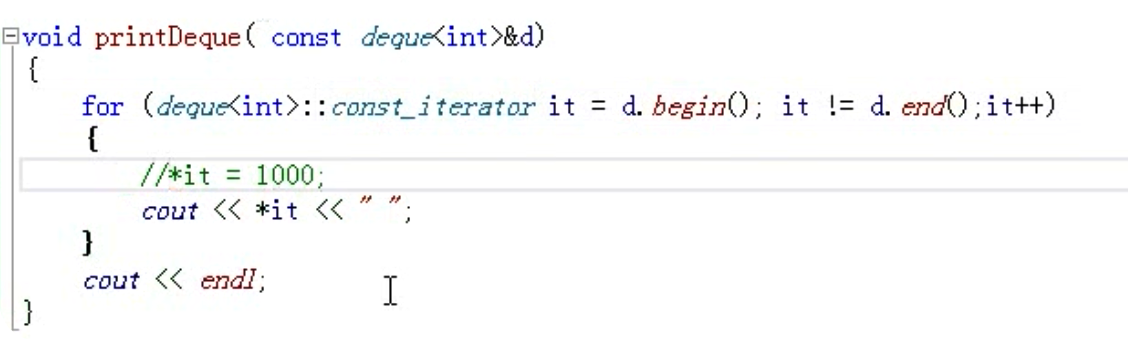 void printDeque( const deque<int>&d)
{
for (deque<int>::const_iterator it = d.begin(); it != d.end();it++)
{
//*it = 1000;
cout << *it << " ";
}
cout << endl;
}